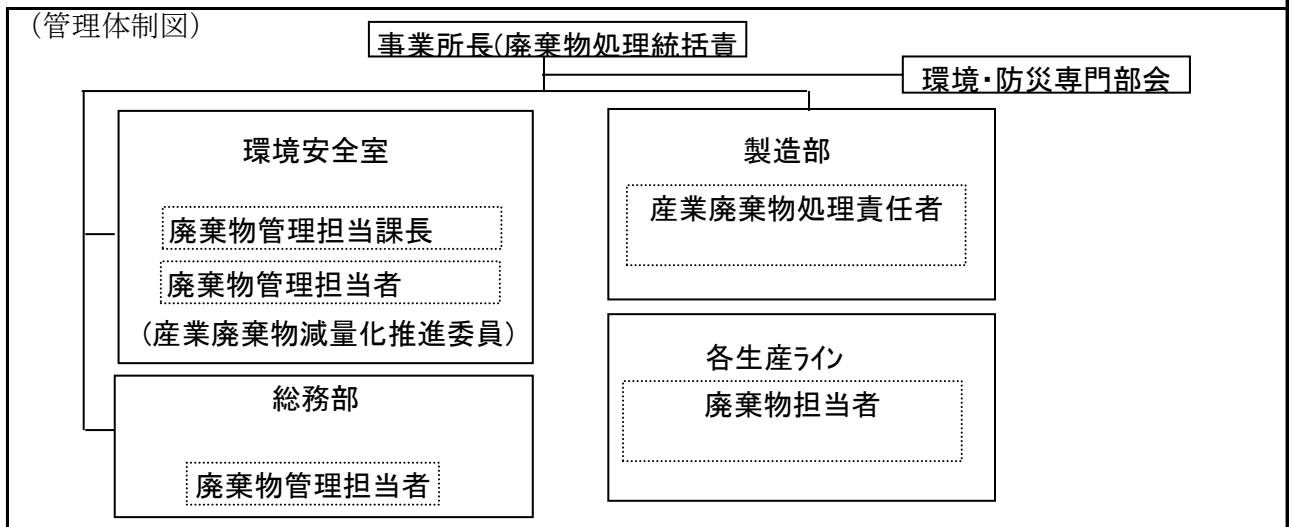 （管理体制図）
事業所長(廃棄物処理統括責
環境・防災専門部会
環境安全室
廃棄物管理担当課長
廃棄物管理担当者
(産業廃棄物減量化推進委員)
総務部
廃棄物管理担当者
製造部
産業廃棄物処理責任者
各生産ﾗｲﾝ
廃棄物担当者